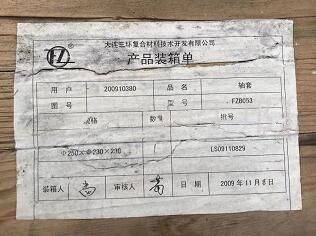 FZ
大连三环复合材料技术开发有限公司
产品装箱单
用户 200910380 品名 轴套
图号 型号 FZB053
规格 数量 批号
Φ250×Φ230×230 LS09110829
装箱人 审核人 日期 2009年11月8日